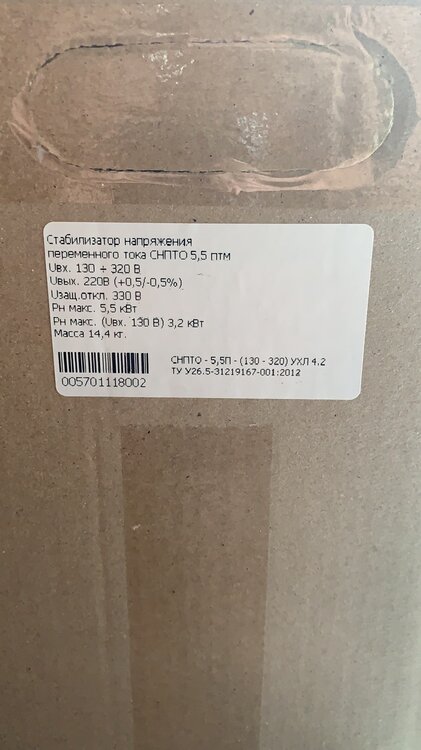 Стабилизатор напряжения
переменного тока СНПТО 5,5 птм
Uвх. 130 ÷ 320 В
Uвых. 220В (+0,5/-0,5%)
Uзащ.откл. 330 В
Рн макс. 5,5 кВт
Рн макс. (Uвх. 130 В) 3,2 кВт
Масса 14,4 кг.
СНПТО - 5,5П - (130 - 320) УХЛ 4.2
ТУ У26.5-31219167-001:2012
005701118002